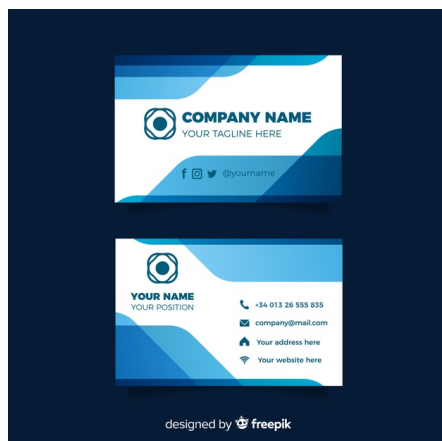 COMPANY NAME
YOUR TAGLINE HERE
@yourname
YOUR NAME
YOUR POSITION
+34 013 26 555 835
company@mail.com
Your address here
Your website here
designed by freepik